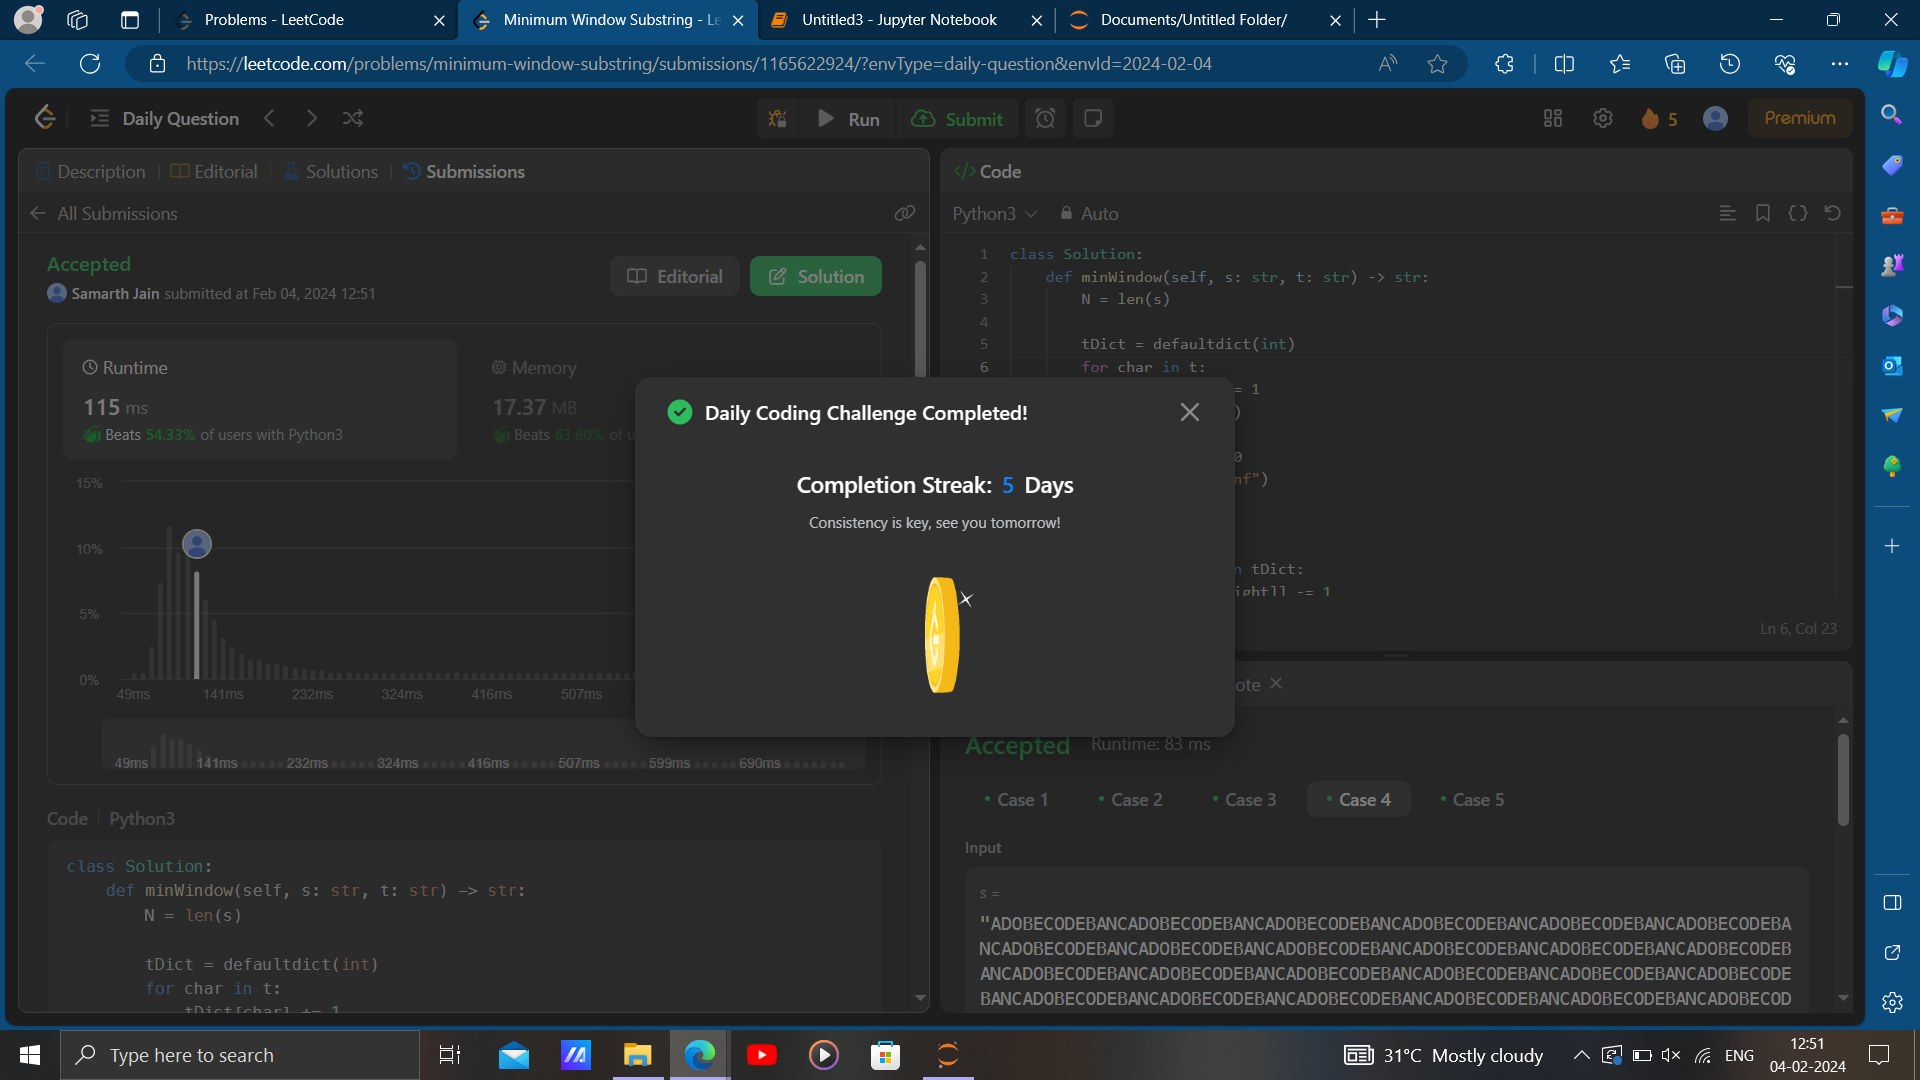 Problems - LeetCode
Minimum Window Substring - Le
Untitled3 - Jupyter Notebook
Documents/Untitled Folder/
https://leetcode.com/problems/minimum-window-substring/submissions/1165622924/?envType=daily-question&envId=2024-02-04
Daily Question
Run
Submit
5
Premium
Description
Editorial
Solutions
Submissions
All Submissions
Accepted
Samarth Jain submitted at Feb 04, 2024 12:51
Editorial
Solution
Runtime
115 ms
Beats 54.33% of users with Python3
Memory
17.37 MB
Beats 63.60% of u
15%
10%
5%
0%
49ms 141ms 232ms 324ms 416ms 507ms
49ms 141ms 232ms 324ms 416ms 507ms 599ms 690ms
Code Python3
class Solution:
def minWindow(self, s: str, t: str) -> str:
N = len(s)
tDict = defaultdict(int)
for char in t:
tDict[char] += 1
</> Code
Python3
Auto
1 class Solution:
2 def minWindow(self, s: str, t: str) -> str:
3 N = len(s)
4
5 tDict = defaultdict(int)
6 for char in t:
= 1
)
0
nf")
n tDict:
ight]] -= 1
Ln 6, Col 23
Daily Coding Challenge Completed!
Completion Streak: 5 Days
Consistency is key, see you tomorrow!
ote
Accepted
Runtime: 83 ms
Case 1
Case 2
Case 3
Case 4
Case 5
Input
s =
"ADOBECODEBANCADOBECODEBANCADOBECODEBANCADOBECODEBANCADOBECODEBANCADOBECODEBA
NCADOBECODEBANCADOBECODEBANCADOBECODEBANCADOBECODEBANCADOBECODEBANCADOBECODEB
ANCADOBECODEBANCADOBECODEBANCADOBECODEBANCADOBECODEBANCADOBECODEBANCADOBECODE
BANCADOBECODEBANCADOBECODEBANCADOBECODEBANCADOBECODEBANCADOBECODEBANCADOBECOD
Type here to search
31°C Mostly cloudy
ENG
12:51
04-02-2024